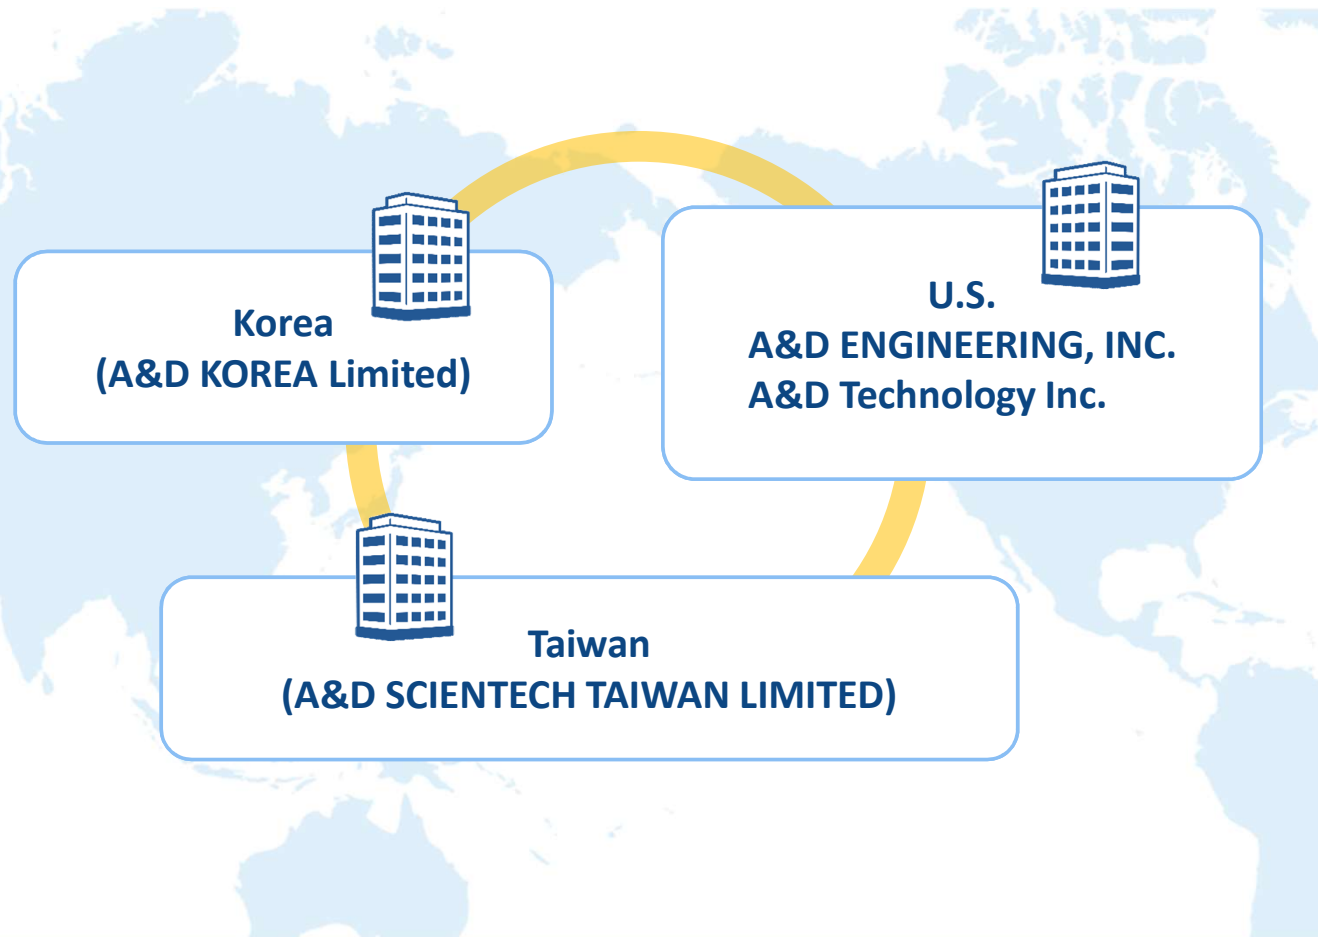 Korea
(A&D KOREA Limited)
U.S.
A&D ENGINEERING, INC.
A&D Technology Inc.
Taiwan
(A&D SCIENTECH TAIWAN LIMITED)